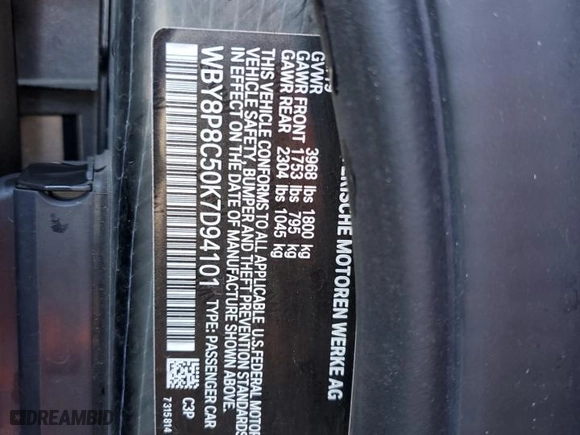 ERISCHE MOTOREN WERKE AG
GVWR 3968 lbs 1800 kg
GAWR FRONT 1753 lbs 795 kg
GAWR REAR 2304 lbs 1045 kg
THIS VEHICLE CONFORMS TO ALL APPLICABLE U.S.FEDERAL MOTOR
VEHICLE SAFETY, BUMPER AND THEFT PREVENTION STANDARDS
IN EFFECT ON THE DATE OF MANUFACTURE SHOWN ABOVE.
WBY8P8C50K7D94101 TYPE: PASSENGER CAR
C3P
7315814
DREAMBID